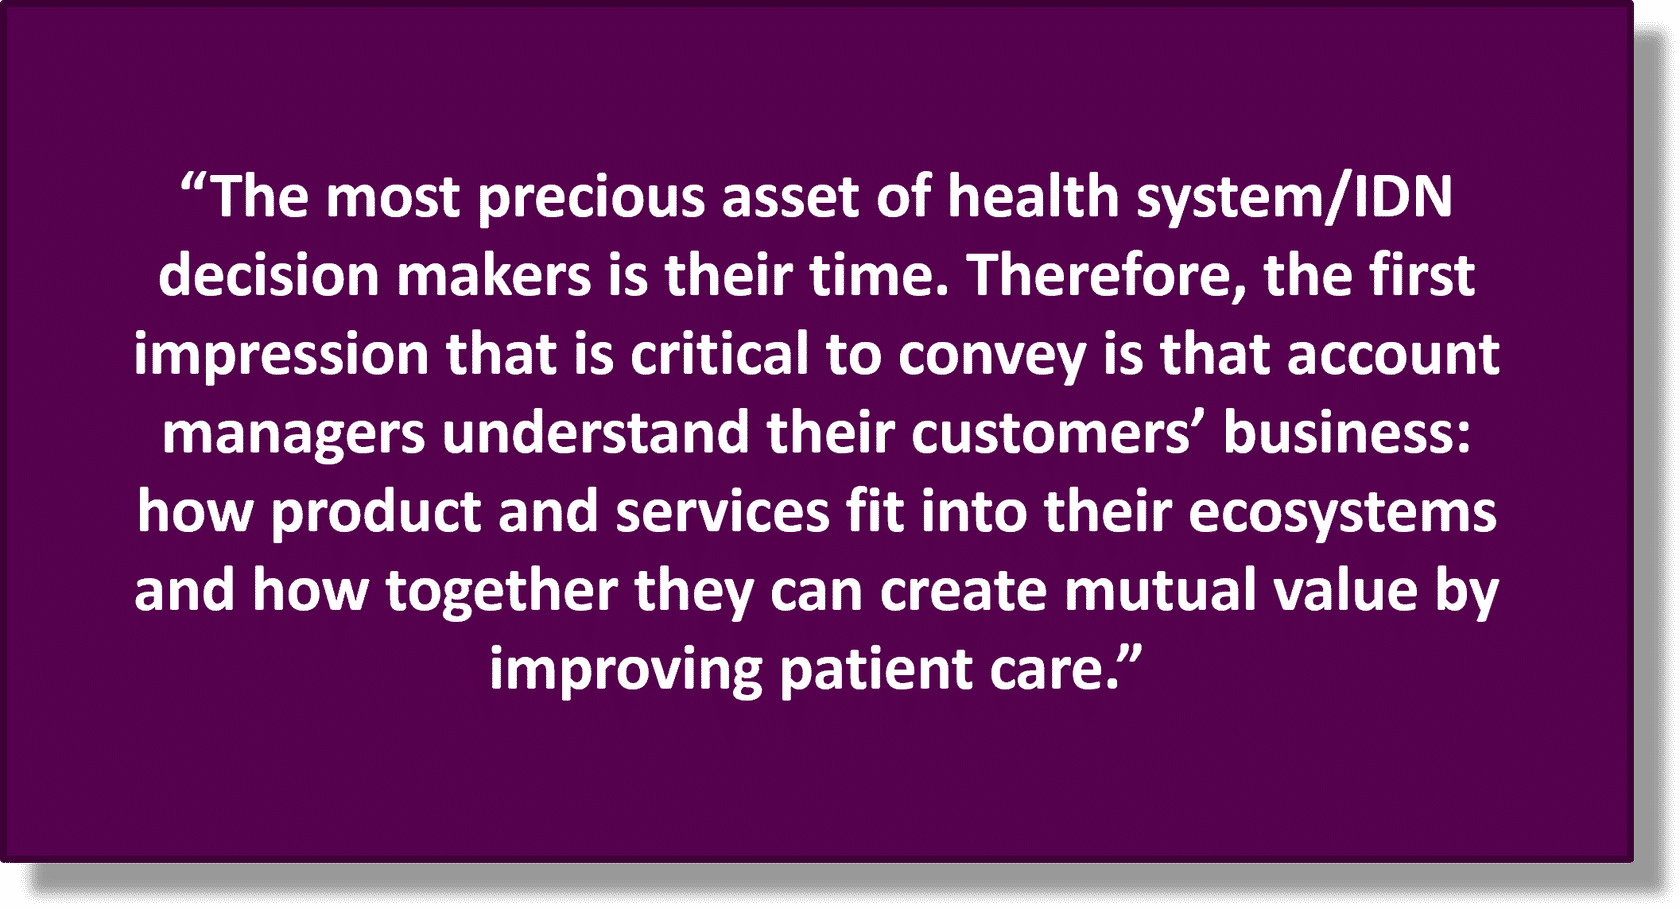 “The most precious asset of health system/IDN
decision makers is their time. Therefore, the first
impression that is critical to convey is that account
managers understand their customers’ business:
how product and services fit into their ecosystems
and how together they can create mutual value by
improving patient care.”